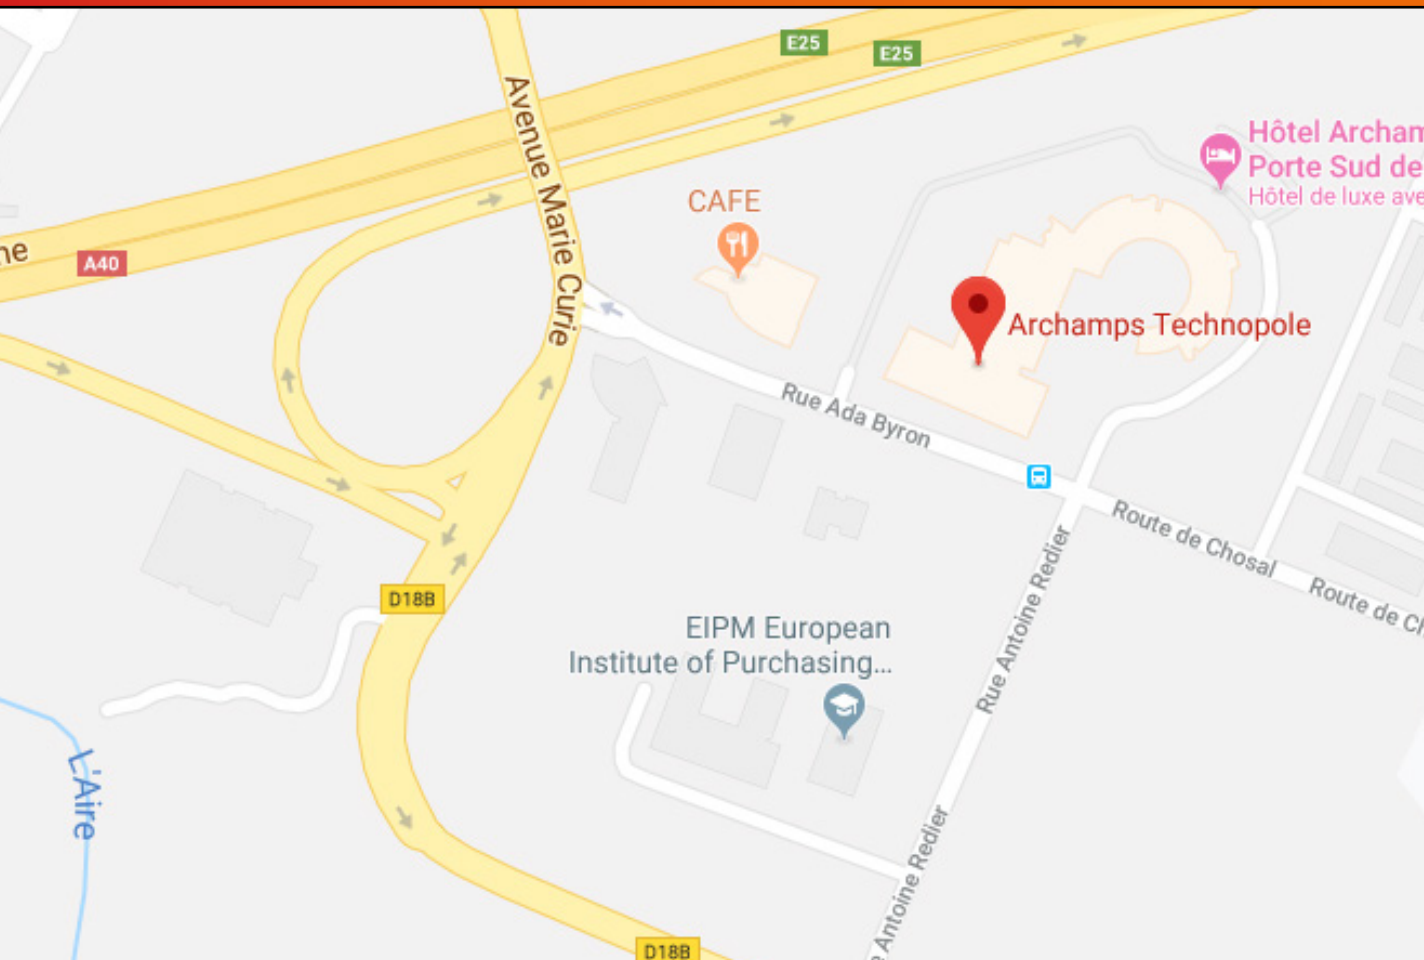 E25
E25
Avenue Marie Curie
Hôtel Archam
Porte Sud de
Hôtel de luxe ave
CAFE
ne
A40
Archamps Technopole
Rue Ada Byron
Route de Chosal
Route de Ch
Rue Antoine Redier
D18B
EIPM European
Institute of Purchasing...
L'Aire
e Antoine Redier
D18B